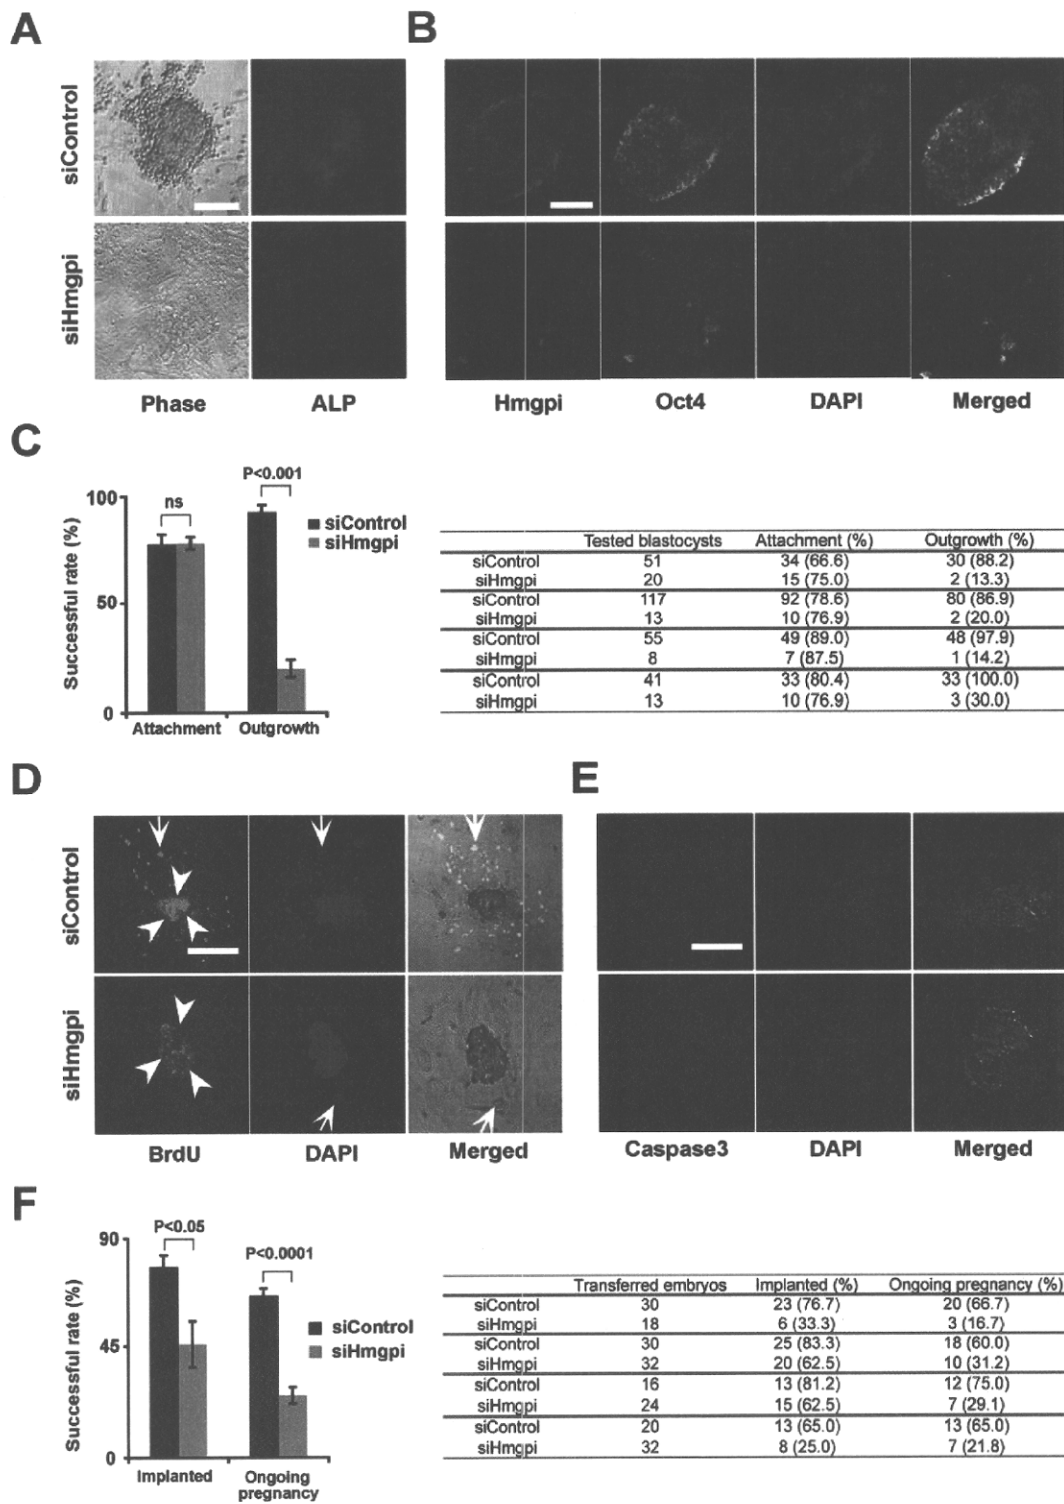 A
B
siControl
siHmgpi
Phase
ALP
Hmgpi
Oct4
DAPI
Merged
C
Successful rate (%)
100
50
0
ns
P<0.001
siControl
siHmgpi
Attachment
Outgrowth
Tested blastocysts Attachment (%) Outgrowth (%)
siControl 51 34 (66.6) 30 (88.2)
siHmgpi 20 15 (75.0) 2 (13.3)
siControl 117 92 (78.6) 80 (86.9)
siHmgpi 13 10 (76.9) 2 (20.0)
siControl 55 49 (89.0) 48 (97.9)
siHmgpi 8 7 (87.5) 1 (14.2)
siControl 41 33 (80.4) 33 (100.0)
siHmgpi 13 10 (76.9) 3 (30.0)
D
E
siControl
siHmgpi
BrdU
DAPI
Merged
Caspase3
DAPI
Merged
F
Successful rate (%)
90
45
0
P<0.05
P<0.0001
siControl
siHmgpi
Implanted
Ongoing
pregnancy
Transferred embryos Implanted (%) Ongoing pregnancy (%)
siControl 30 23 (76.7) 20 (66.7)
siHmgpi 18 6 (33.3) 3 (16.7)
siControl 30 25 (83.3) 18 (60.0)
siHmgpi 32 20 (62.5) 10 (31.2)
siControl 16 13 (81.2) 12 (75.0)
siHmgpi 24 15 (62.5) 7 (29.1)
siControl 20 13 (65.0) 13 (65.0)
siHmgpi 32 8 (25.0) 7 (21.8)